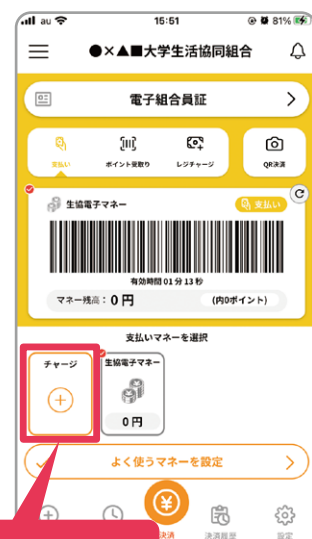 au 15:51 81%
●×▲■大学生活協同組合
電子組合員証
支払い ポイント受取り レジチャージ QR決済
生協電子マネー 支払い
有効時間 01 分 13 秒
マネー残高：0 円 (内0ポイント)
支払いマネーを選択
チャージ 生協電子マネー
0 円
よく使うマネーを設定
決済 決済履歴 設定